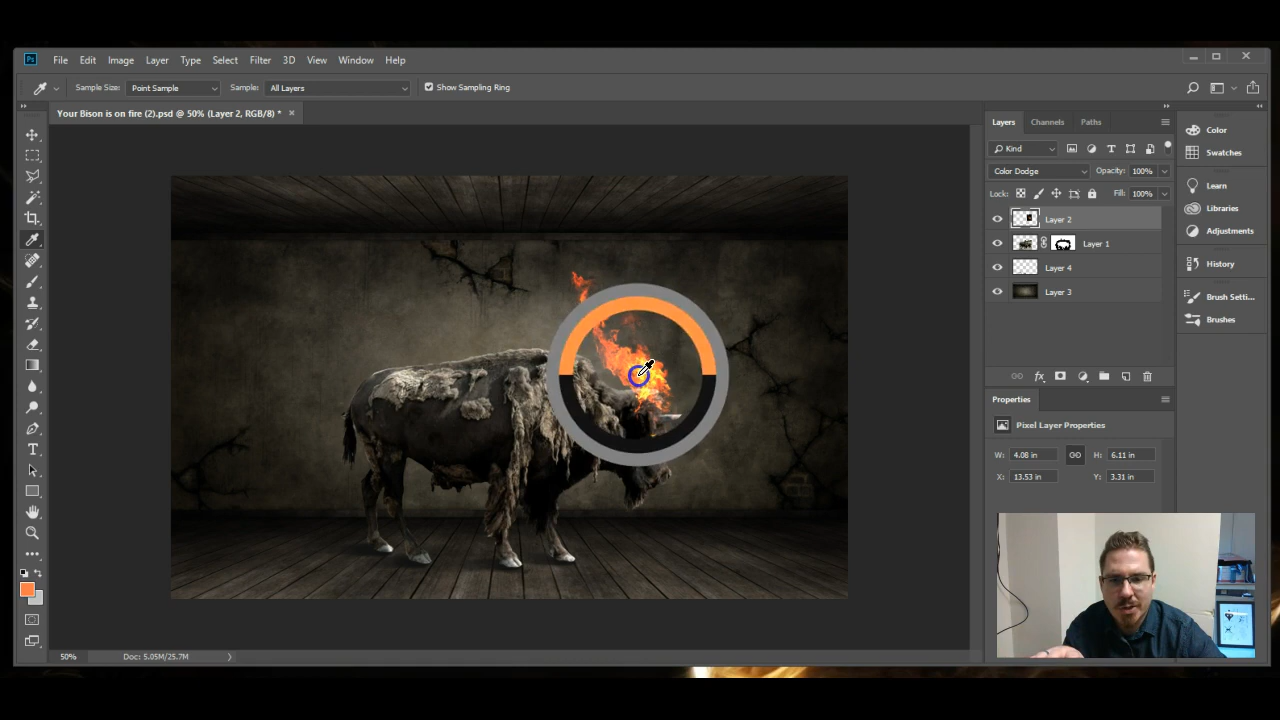 Ps File Edit Image Layer Type Select Filter 3D View Window Help
Sample Size: Point Sample Sample: All Layers Show Sampling Ring
Your Bison is on fire (2).psd @ 50% (Layer 2, RGB/8) *
Layers Channels Paths
Kind
Color Dodge Opacity: 100%
Lock: Fill: 100%
Layer 2
Layer 1
Layer 4
Layer 3
fx
Properties
Pixel Layer Properties
W: 4.08 in H: 6.11 in
X: 13.53 in Y: 3.31 in
Color
Swatches
Learn
Libraries
Adjustments
History
Brush Setti...
Brushes
50% Doc: 5.05M/25.7M